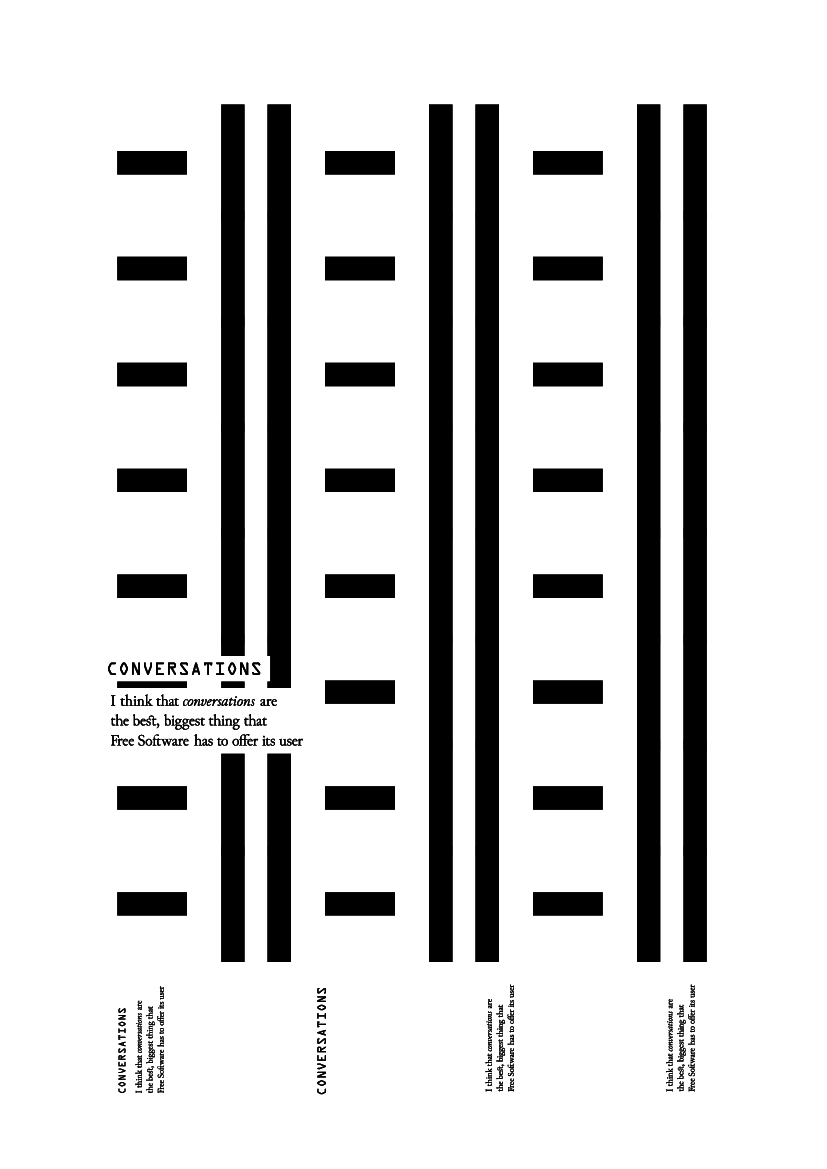 CONVERSATIONS
I think that conversations are
the best, biggest thing that
Free Software has to offer its user
CONVERSATIONS
I think that conversations are
the best, biggest thing that
Free Software has to offer its user
CONVERSATIONS
I think that conversations are
the best, biggest thing that
Free Software has to offer its user
I think that conversations are
the best, biggest thing that
Free Software has to offer its user